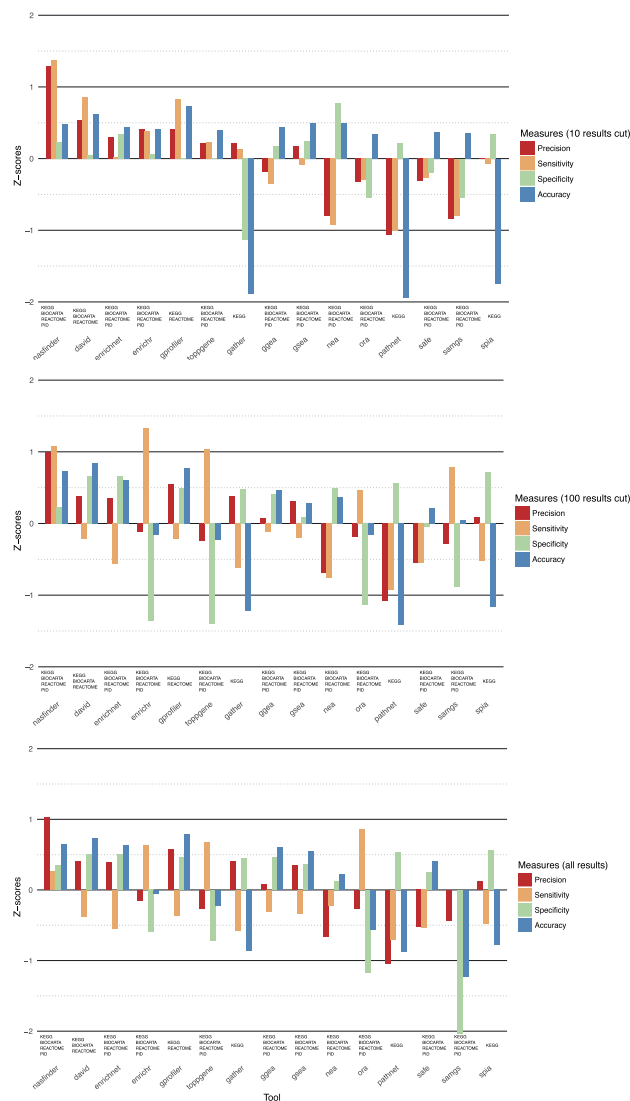 2
1
0
−1
−2
Z−scores
KEGG BIOCARTA REACTOME PID
KEGG BIOCARTA REACTOME
KEGG BIOCARTA REACTOME PID
KEGG BIOCARTA REACTOME PID
KEGG REACTOME
KEGG BIOCARTA REACTOME PID
KEGG
KEGG BIOCARTA REACTOME PID
KEGG BIOCARTA REACTOME PID
KEGG BIOCARTA REACTOME PID
KEGG BIOCARTA REACTOME PID
KEGG
KEGG BIOCARTA REACTOME PID
KEGG BIOCARTA REACTOME PID
KEGG
nasfinder
david
enrichnet
enrichr
gprofiler
toppgene
gather
ggea
gsea
nea
ora
pathnet
safe
samgs
spia
Measures (10 results cut)
Precision
Sensitivity
Specificity
Accuracy
2
1
0
−1
−2
Z−scores
KEGG BIOCARTA REACTOME PID
KEGG BIOCARTA REACTOME
KEGG BIOCARTA REACTOME PID
KEGG BIOCARTA REACTOME PID
KEGG REACTOME
KEGG BIOCARTA REACTOME PID
KEGG
KEGG BIOCARTA REACTOME PID
KEGG BIOCARTA REACTOME PID
KEGG BIOCARTA REACTOME PID
KEGG BIOCARTA REACTOME PID
KEGG
KEGG BIOCARTA REACTOME PID
KEGG BIOCARTA REACTOME PID
KEGG
nasfinder
david
enrichnet
enrichr
gprofiler
toppgene
gather
ggea
gsea
nea
ora
pathnet
safe
samgs
spia
Measures (100 results cut)
Precision
Sensitivity
Specificity
Accuracy
2
1
0
−1
−2
Z−scores
KEGG BIOCARTA REACTOME PID
KEGG BIOCARTA REACTOME
KEGG BIOCARTA REACTOME PID
KEGG BIOCARTA REACTOME PID
KEGG REACTOME
KEGG BIOCARTA REACTOME PID
KEGG
KEGG BIOCARTA REACTOME PID
KEGG BIOCARTA REACTOME PID
KEGG BIOCARTA REACTOME PID
KEGG BIOCARTA REACTOME PID
KEGG
KEGG BIOCARTA REACTOME PID
KEGG BIOCARTA REACTOME PID
KEGG
nasfinder
david
enrichnet
enrichr
gprofiler
toppgene
gather
ggea
gsea
nea
ora
pathnet
safe
samgs
spia
Tool
Measures (all results)
Precision
Sensitivity
Specificity
Accuracy